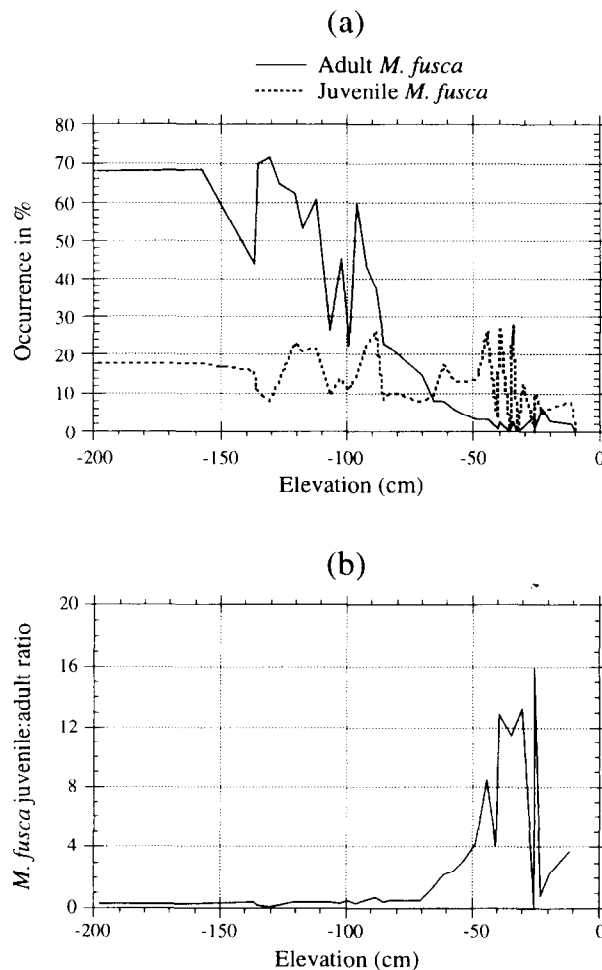 (a)
Adult M. fusca
Juvenile M. fusca
80
70
60
50
40
30
20
10
0
Occurrence in %
-200 -150 -100 -50 0
Elevation (cm)
(b)
20
16
12
8
4
0
M. fusca juvenile:adult ratio
-200 -150 -100 -50 0
Elevation (cm)